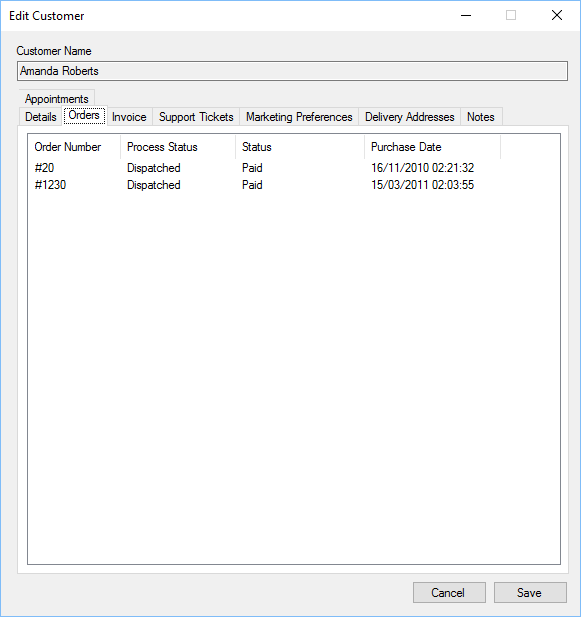 Edit Customer
Customer Name
Amanda Roberts
Appointments
Details Orders Invoice Support Tickets Marketing Preferences Delivery Addresses Notes
Order Number Process Status Status Purchase Date
#20 Dispatched Paid 16/11/2010 02:21:32
#1230 Dispatched Paid 15/03/2011 02:03:55
Cancel Save